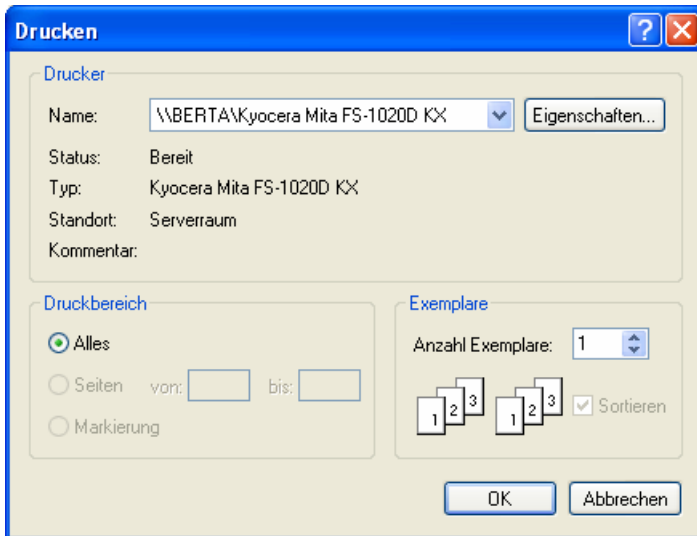 Drucken
Drucker
Name: \\BERTA\Kyocera Mita FS-1020D KX Eigenschaften...
Status: Bereit
Typ: Kyocera Mita FS-1020D KX
Standort: Serverraum
Kommentar:
Druckbereich
Alles
Seiten von: bis:
Markierung
Exemplare
Anzahl Exemplare: 1
1 2 3 1 2 3 Sortieren
OK Abbrechen